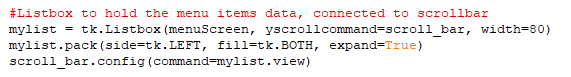 #Listbox to hold the menu items data, connected to scrollbar
mylist = tk.Listbox(menuScreen, yscrollcommand=scroll_bar, width=80)
mylist.pack(side=tk.LEFT, fill=tk.BOTH, expand=True)
scroll_bar.config(command=mylist.view)